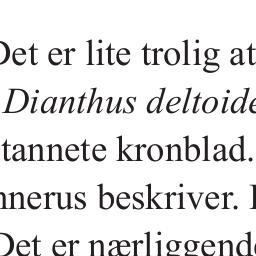 Det er lite trolig at
Dianthus deltoide
tannete kronblad.
nnerus beskriver.
Det er nærliggend